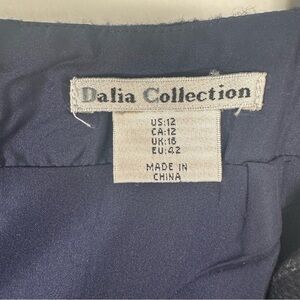 Dalia Collection
US:12
CA:12
UK:16
EU:42
MADE IN
CHINA